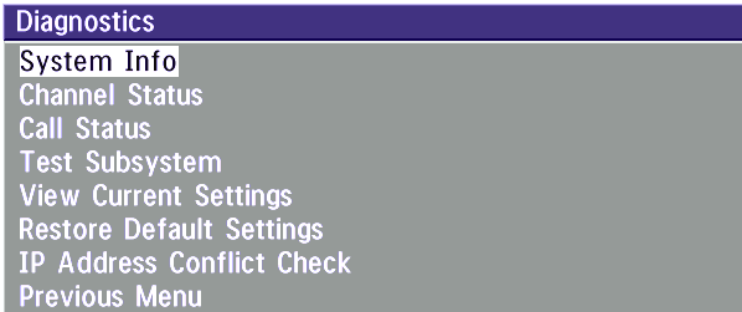 Diagnostics
System Info
Channel Status
Call Status
Test Subsystem
View Current Settings
Restore Default Settings
IP Address Conflict Check
Previous Menu